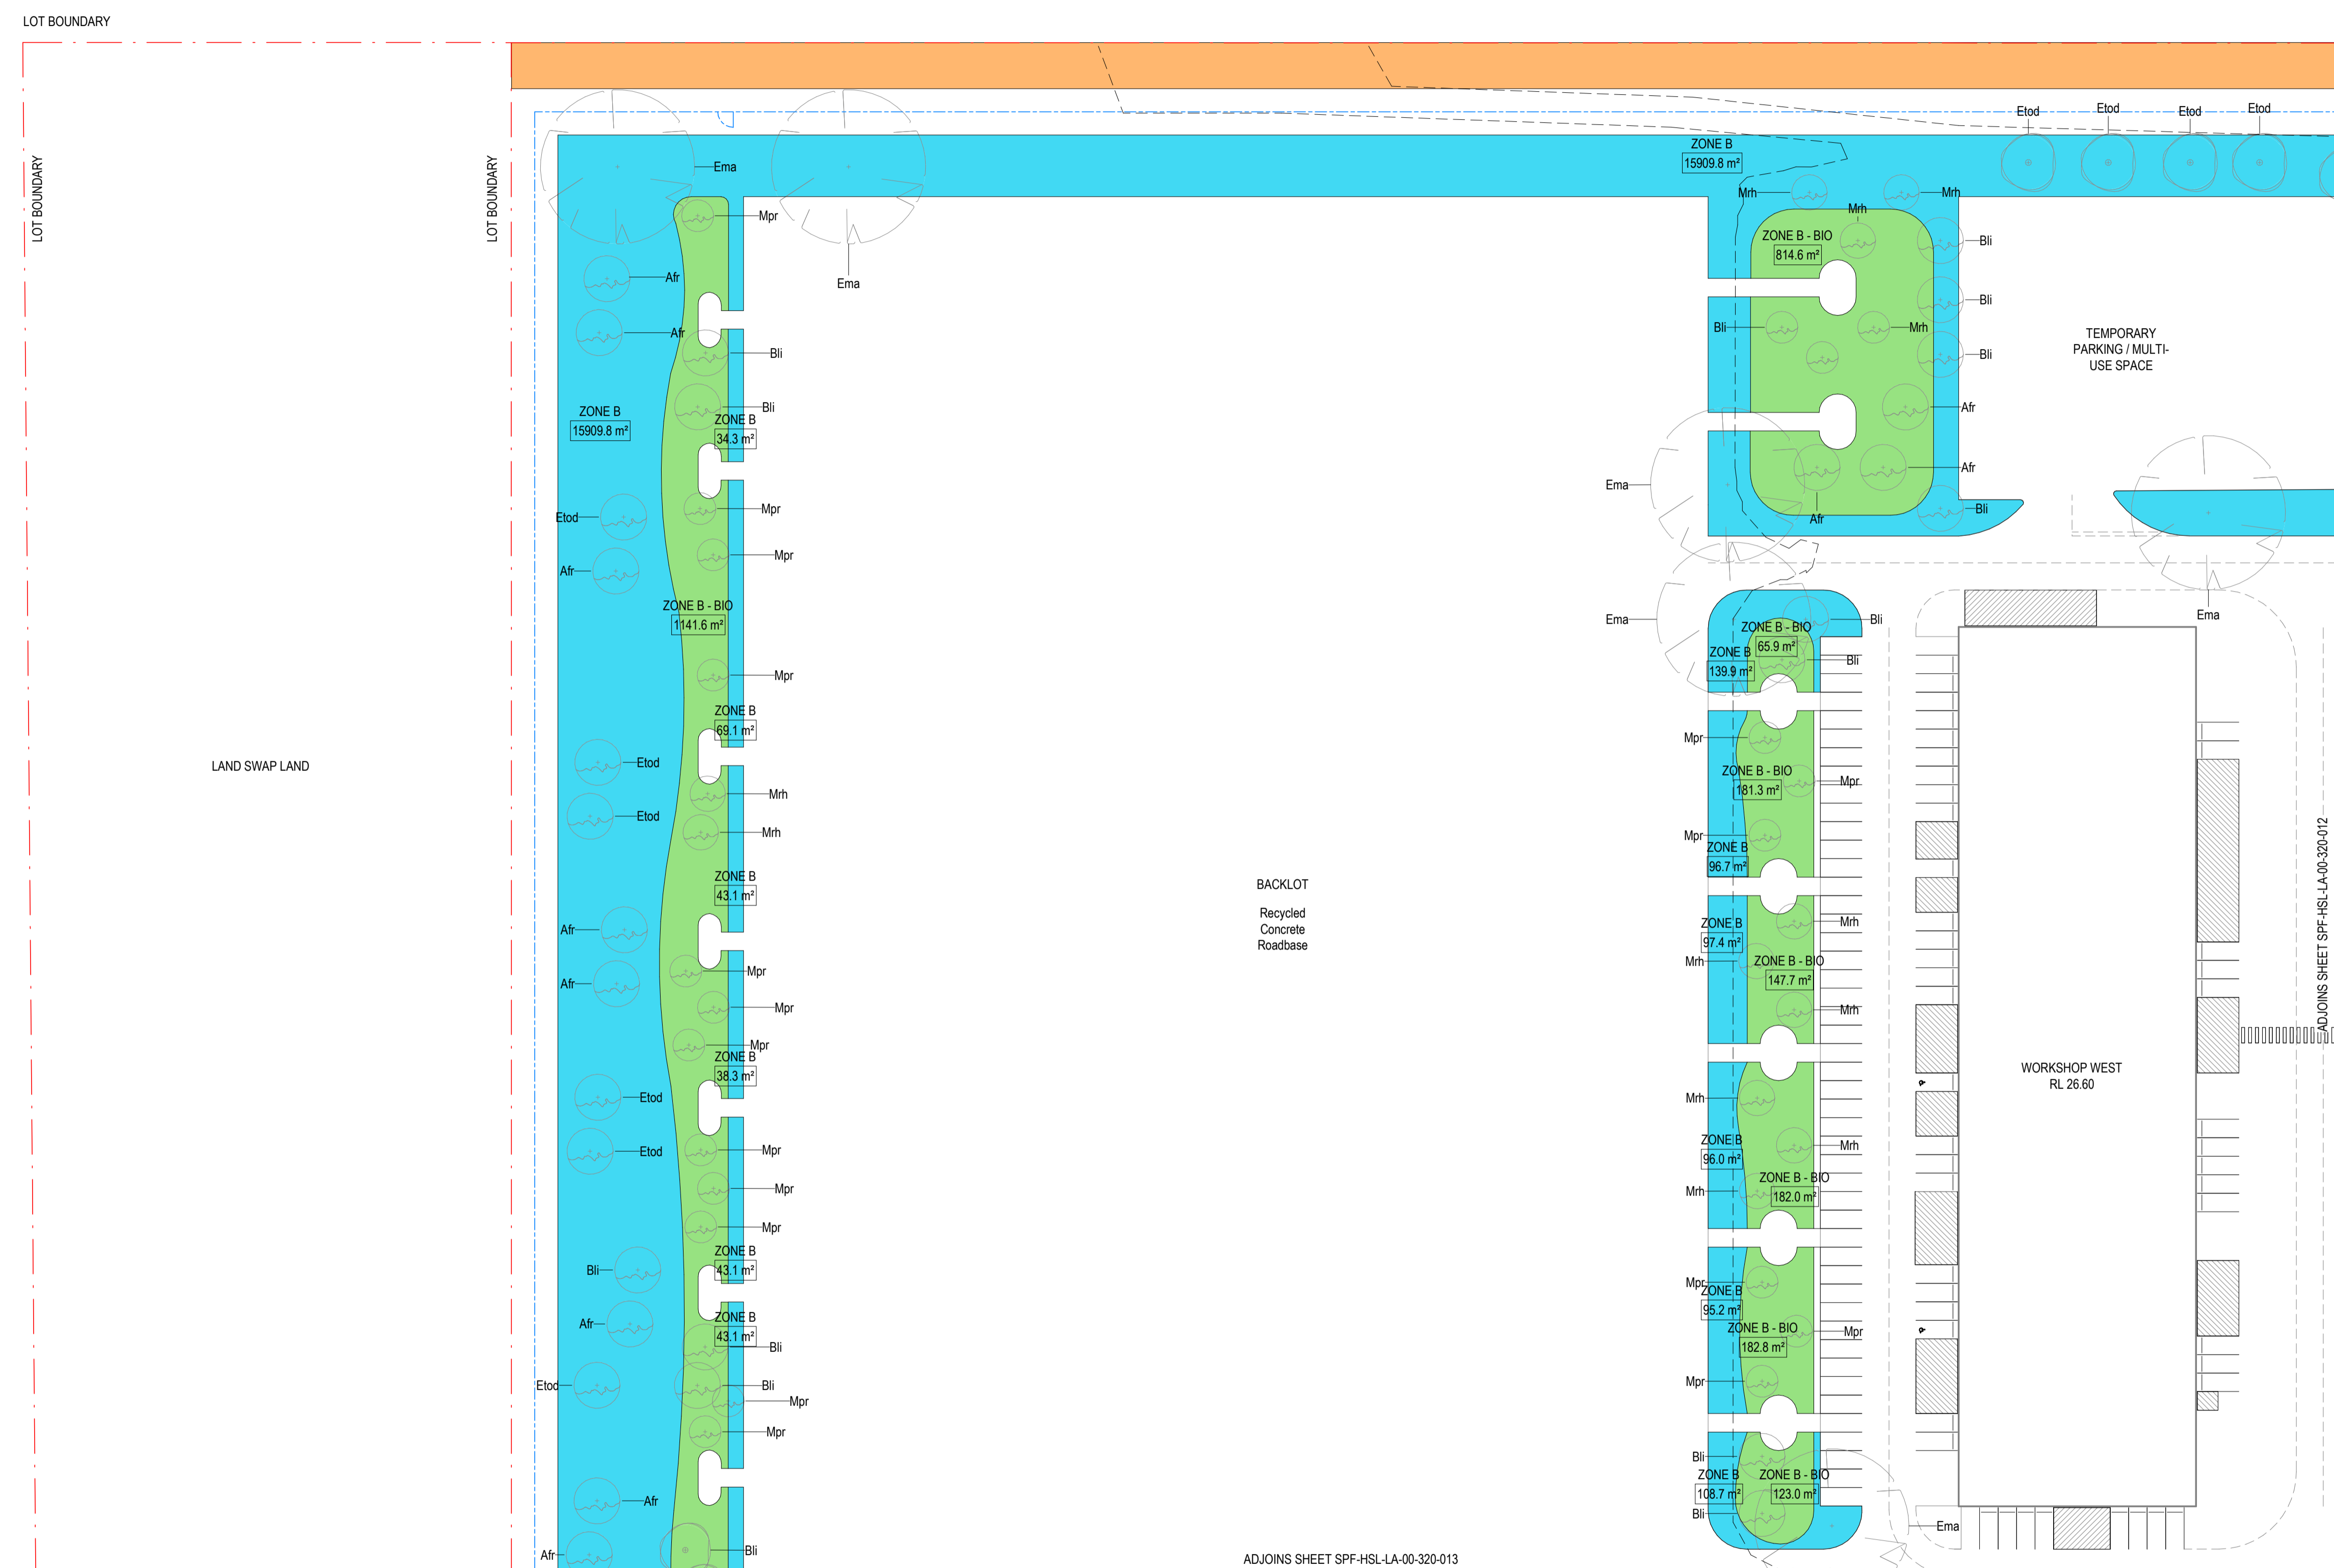 LOT BOUNDARY
LOT BOUNDARY
LOT BOUNDARY
LAND SWAP LAND
Ema
Ema
Mpr
Afr
Afr
Bli
Bli
ZONE B
15909.8 m²
ZONE B
34.3 m²
Etod
Mpr
Mpr
Afr
ZONE B - BIO
1141.6 m²
Mpr
ZONE B
69.1 m²
Etod
Mrh
Etod
Mrh
ZONE B
43.1 m²
Afr
Mpr
Afr
Mpr
Mpr
ZONE B
38.3 m²
Etod
Etod
Mpr
Mpr
Mpr
ZONE B
43.1 m²
Bli
Afr
ZONE B
43.1 m²
Bli
Etod
Bli
Mpr
Mpr
Afr
Afr
Bli
BACKLOT
Recycled
Concrete
Roadbase
ADJOINS SHEET SPF-HSL-LA-00-320-013
ZONE B
15909.8 m²
Etod
Etod
Etod
Etod
Mrh
Mrh
Mrh
ZONE B - BIO
814.6 m²
Bli
Bli
Bli
Mrh
Bli
Afr
Afr
Afr
Bli
TEMPORARY
PARKING / MULTI-
USE SPACE
Ema
Ema
Ema
Bli
ZONE B - BIO
65.9 m²
ZONE B
139.9 m²
Bli
Mpr
ZONE B - BIO
181.3 m²
Mpr
Mpr
ZONE B
96.7 m²
ZONE B
97.4 m²
Mrh
Mrh
ZONE B - BIO
147.7 m²
Mrh
Mrh
ZONE B
96.0 m²
Mrh
Mrh
ZONE B - BIO
182.0 m²
Mpr
ZONE B
95.2 m²
ZONE B - BIO
182.8 m²
Mpr
Mpr
Bli
ZONE B
108.7 m²
ZONE B - BIO
123.0 m²
Bli
Ema
WORKSHOP WEST
RL 26.60
ADJOINS SHEET SPF-HSL-LA-00-320-012